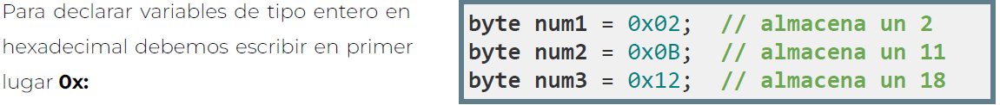 Para declarar variables de tipo entero en
hexadecimal debemos escribir en primer
lugar 0x:
byte num1 = 0x02;  // almacena un 2
byte num2 = 0x0B;  // almacena un 11
byte num3 = 0x12;  // almacena un 18